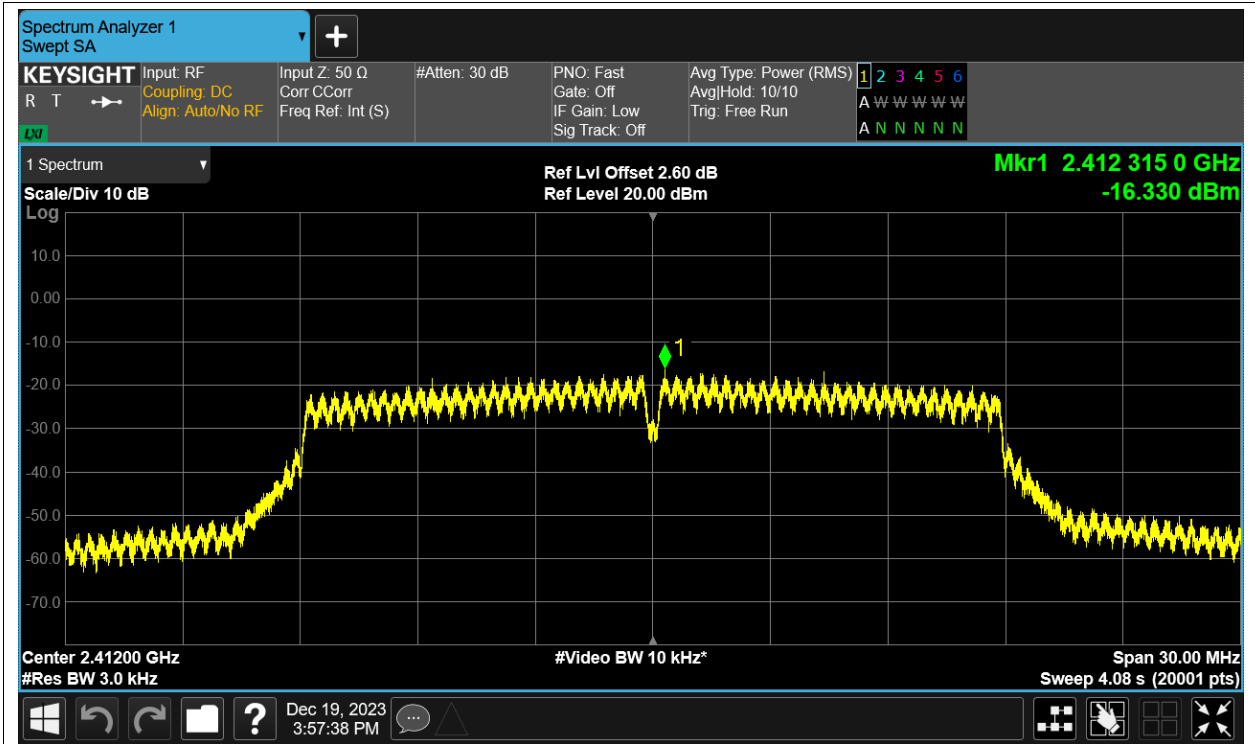 Spectrum Analyzer 1
Swept SA
KEYSIGHT
R T
LXI
Input: RF
Coupling: DC
Align: Auto/No RF
Input Z: 50 Ω
Corr CCorr
Freq Ref: Int (S)
#Atten: 30 dB
PNO: Fast
Gate: Off
IF Gain: Low
Sig Track: Off
Avg Type: Power (RMS)
Avg|Hold: 10/10
Trig: Free Run
1 2 3 4 5 6
A W W W W W
A N N N N N
1 Spectrum
Scale/Div 10 dB
Log
Ref Lvl Offset 2.60 dB
Ref Level 20.00 dBm
Mkr1 2.412 315 0 GHz
-16.330 dBm
10.0
0.00
-10.0
-20.0
-30.0
-40.0
-50.0
-60.0
-70.0
1
Center 2.41200 GHz
#Res BW 3.0 kHz
#Video BW 10 kHz*
Span 30.00 MHz
Sweep 4.08 s (20001 pts)
Dec 19, 2023
3:57:38 PM